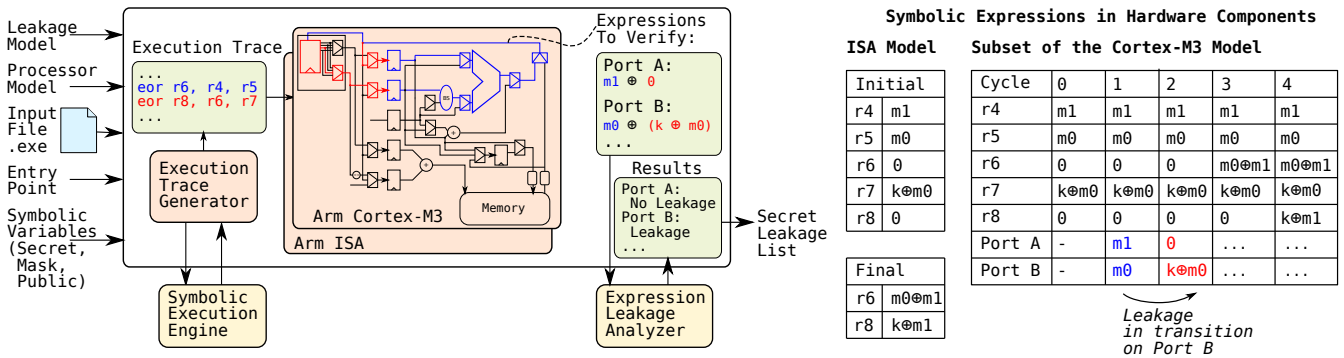 Leakage
Model
Processor
Model
Input
File
.exe
Entry
Point
Symbolic
Variables
(Secret,
Mask,
Public)
Execution Trace
...
eor r6, r4, r5
eor r8, r6, r7
...
Execution
Trace
Generator
Symbolic
Execution
Engine
BS
+
+
Memory
Arm Cortex-M3
Arm ISA
Expressions
To Verify:
Port A:
m1 ⊕ 0
Port B:
m0 ⊕ (k ⊕ m0)
...
Results
Port A:
No Leakage
Port B:
Leakage
...
Expression
Leakage
Analyzer
Secret
Leakage
List
Symbolic Expressions in Hardware Components
ISA Model
Initial
r4 m1
r5 m0
r6 0
r7 k⊕m0
r8 0
Final
r6 m0⊕m1
r8 k⊕m1
Subset of the Cortex-M3 Model
Cycle 0 1 2 3 4
r4 m1 m1 m1 m1 m1
r5 m0 m0 m0 m0 m0
r6 0 0 0 m0⊕m1 m0⊕m1
r7 k⊕m0 k⊕m0 k⊕m0 k⊕m0 k⊕m0
r8 0 0 0 0 k⊕m1
Port A - m1 0 ... ...
Port B - m0 k⊕m0 ... ...
Leakage
in transition
on Port B